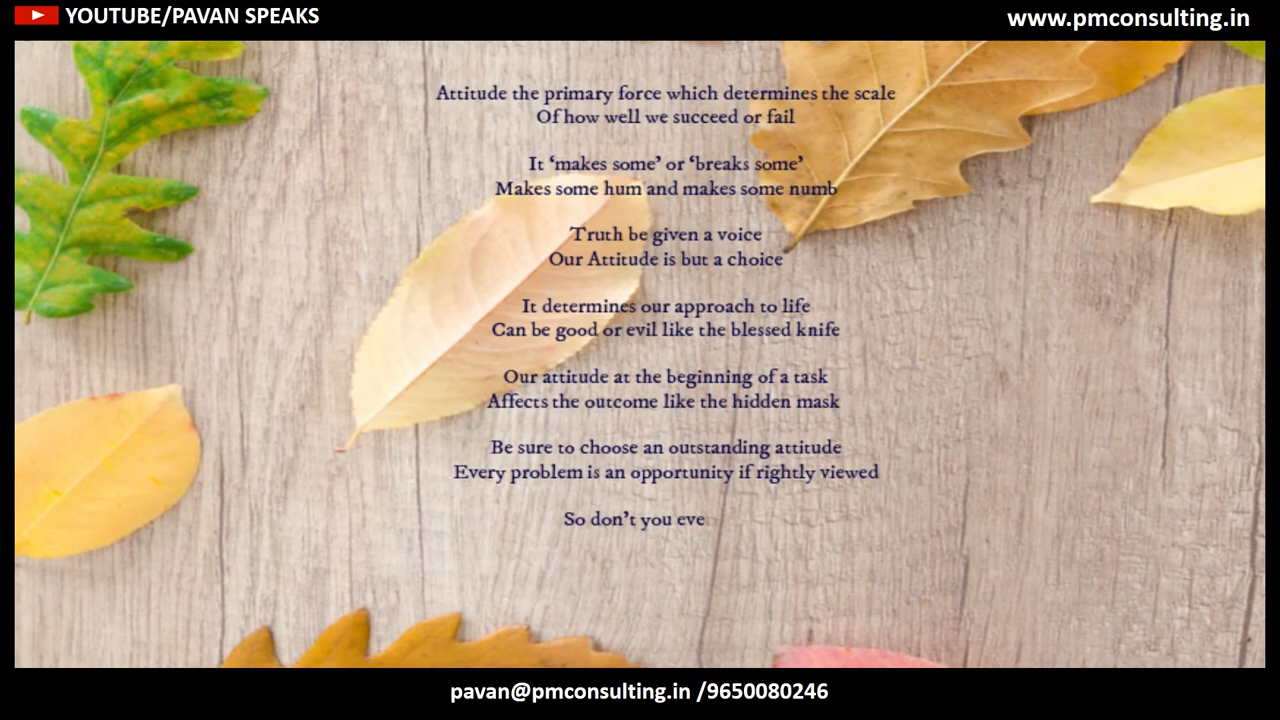 YOUTUBE/PAVAN SPEAKS
www.pmconsulting.in
Attitude the primary force which determines the scale
Of how well we succeed or fail
It ‘makes some’ or ‘breaks some’
Makes some hum and makes some numb
Truth be given a voice
Our Attitude is but a choice
It determines our approach to life
Can be good or evil like the blessed knife
Our attitude at the beginning of a task
Affects the outcome like the hidden mask
Be sure to choose an outstanding attitude
Every problem is an opportunity if rightly viewed
So don’t you eve
pavan@pmconsulting.in /9650080246